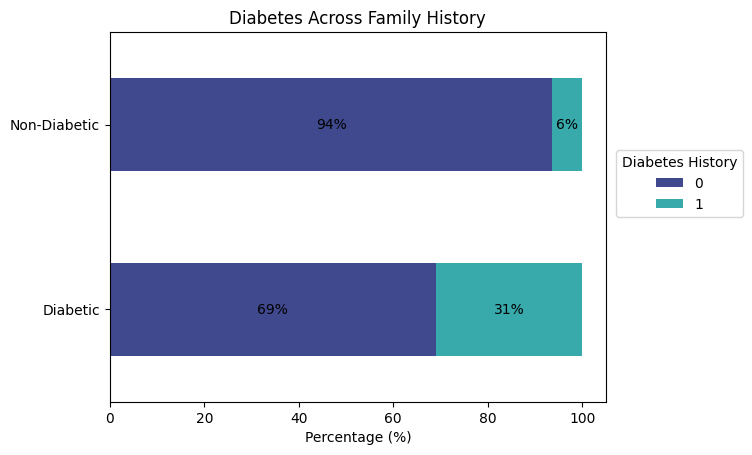 Diabetes Across Family History
Non-Diabetic
94%
6%
Diabetes History
0
1
Diabetic
69%
31%
0
20
40
60
80
100
Percentage (%)